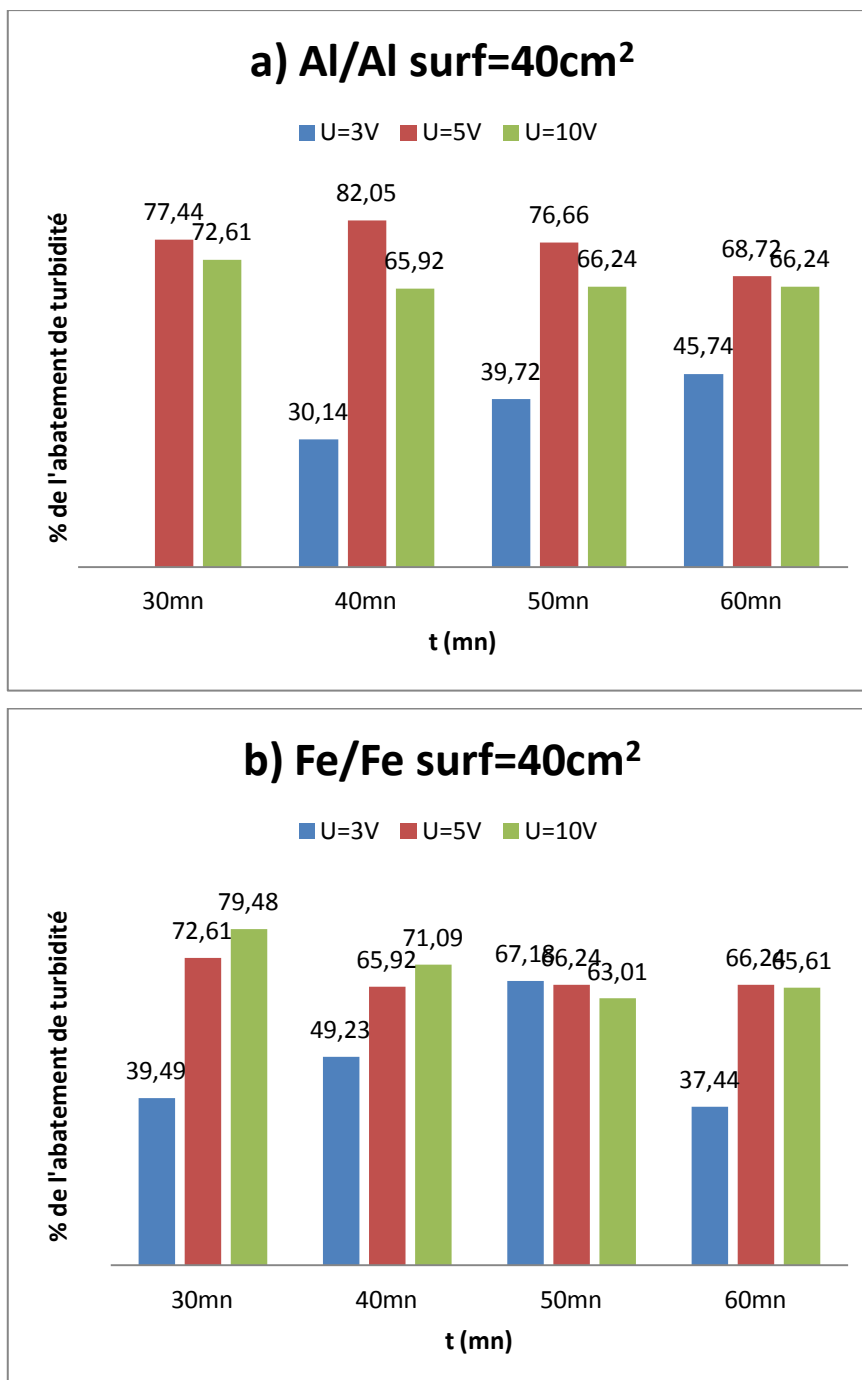 a) Al/Al surf=40cm²
U=3V U=5V U=10V
% de l'abatement de turbidité
77,44
72,61
30,14
82,05
65,92
39,72
76,66
66,24
45,74
68,72
66,24
30mn 40mn 50mn 60mn
t (mn)
b) Fe/Fe surf=40cm²
U=3V U=5V U=10V
% de l'abatement de turbidité
39,49
72,61
79,48
49,23
65,92
71,09
67,18
66,24
63,01
37,44
66,24
65,61
30mn 40mn 50mn 60mn
t (mn)